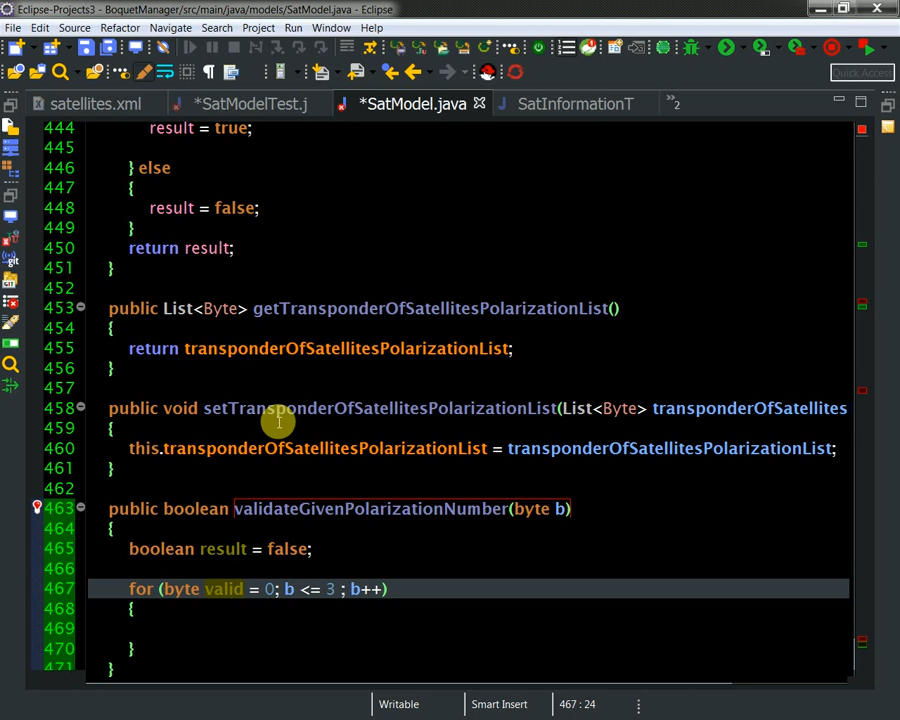 Eclipse-Projects3 - BoquetManager/src/main/java/models/SatModel.java - Eclipse
File Edit Source Refactor Navigate Search Project Run Window Help
Quick Access
satellites.xml *SatModelTest.j *SatModel.java SatInformationT »2
444 result = true;
445
446 } else
447 {
448 result = false;
449 }
450 return result;
451 }
452
453 public List<Byte> getTransponderOfSatellitesPolarizationList()
454 {
455 return transponderOfSatellitesPolarizationList;
456 }
457
458 public void setTransponderOfSatellitesPolarizationList(List<Byte> transponderOfSatellites
459 {
460 this.transponderOfSatellitesPolarizationList = transponderOfSatellitesPolarizationList;
461 }
462
463 public boolean validateGivenPolarizationNumber(byte b)
464 {
465 boolean result = false;
466
467 for (byte valid = 0; b <= 3 ; b++)
468 {
469
470 }
471 }
Writable Smart Insert 467 : 24